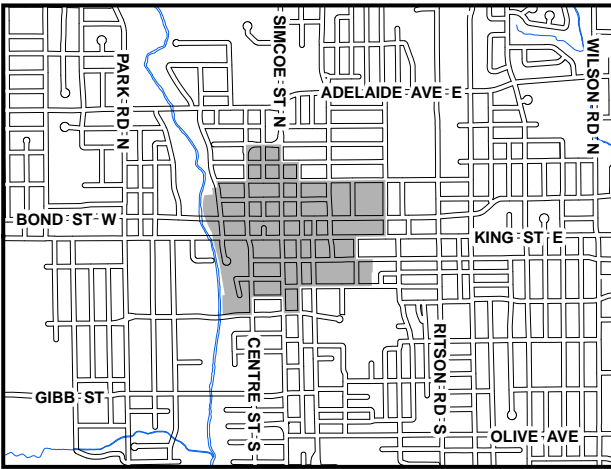 SIMCOE ST N
PARK RD N
WILSON RD N
ADELAIDE AVE E
BOND ST W
KING ST E
CENTRE ST S
RITSON RD S
GIBB ST
OLIVE AVE